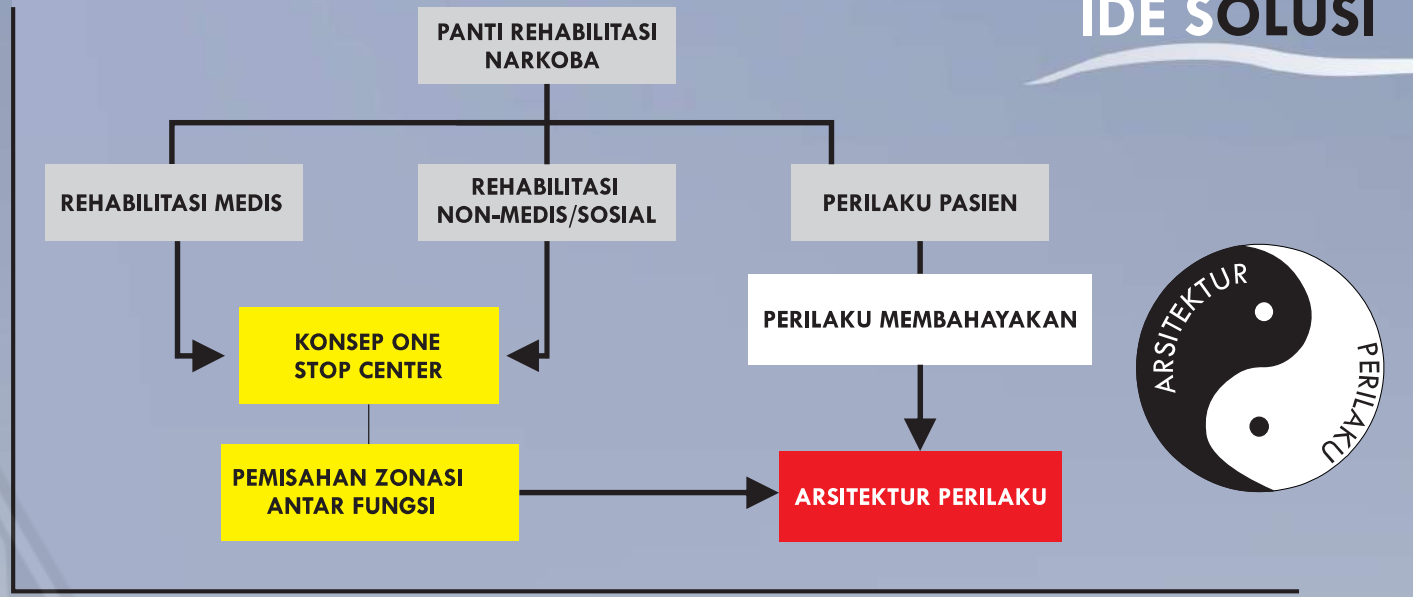 IDE SOLUSI
PANTI REHABILITASI
NARKOBA
REHABILITASI MEDIS
REHABILITASI
NON-MEDIS/SOSIAL
PERILAKU PASIEN
PERILAKU MEMBAHAYAKAN
KONSEP ONE
STOP CENTER
PEMISAHAN ZONASI
ANTAR FUNGSI
ARSITEKTUR PERILAKU
ARSITEKTUR
PERILAKU